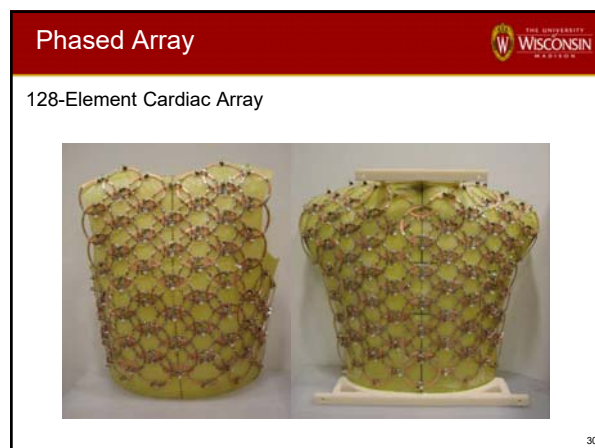 Phased Array
THE UNIVERSITY
WISCONSIN
MADISON
128-Element Cardiac Array
30